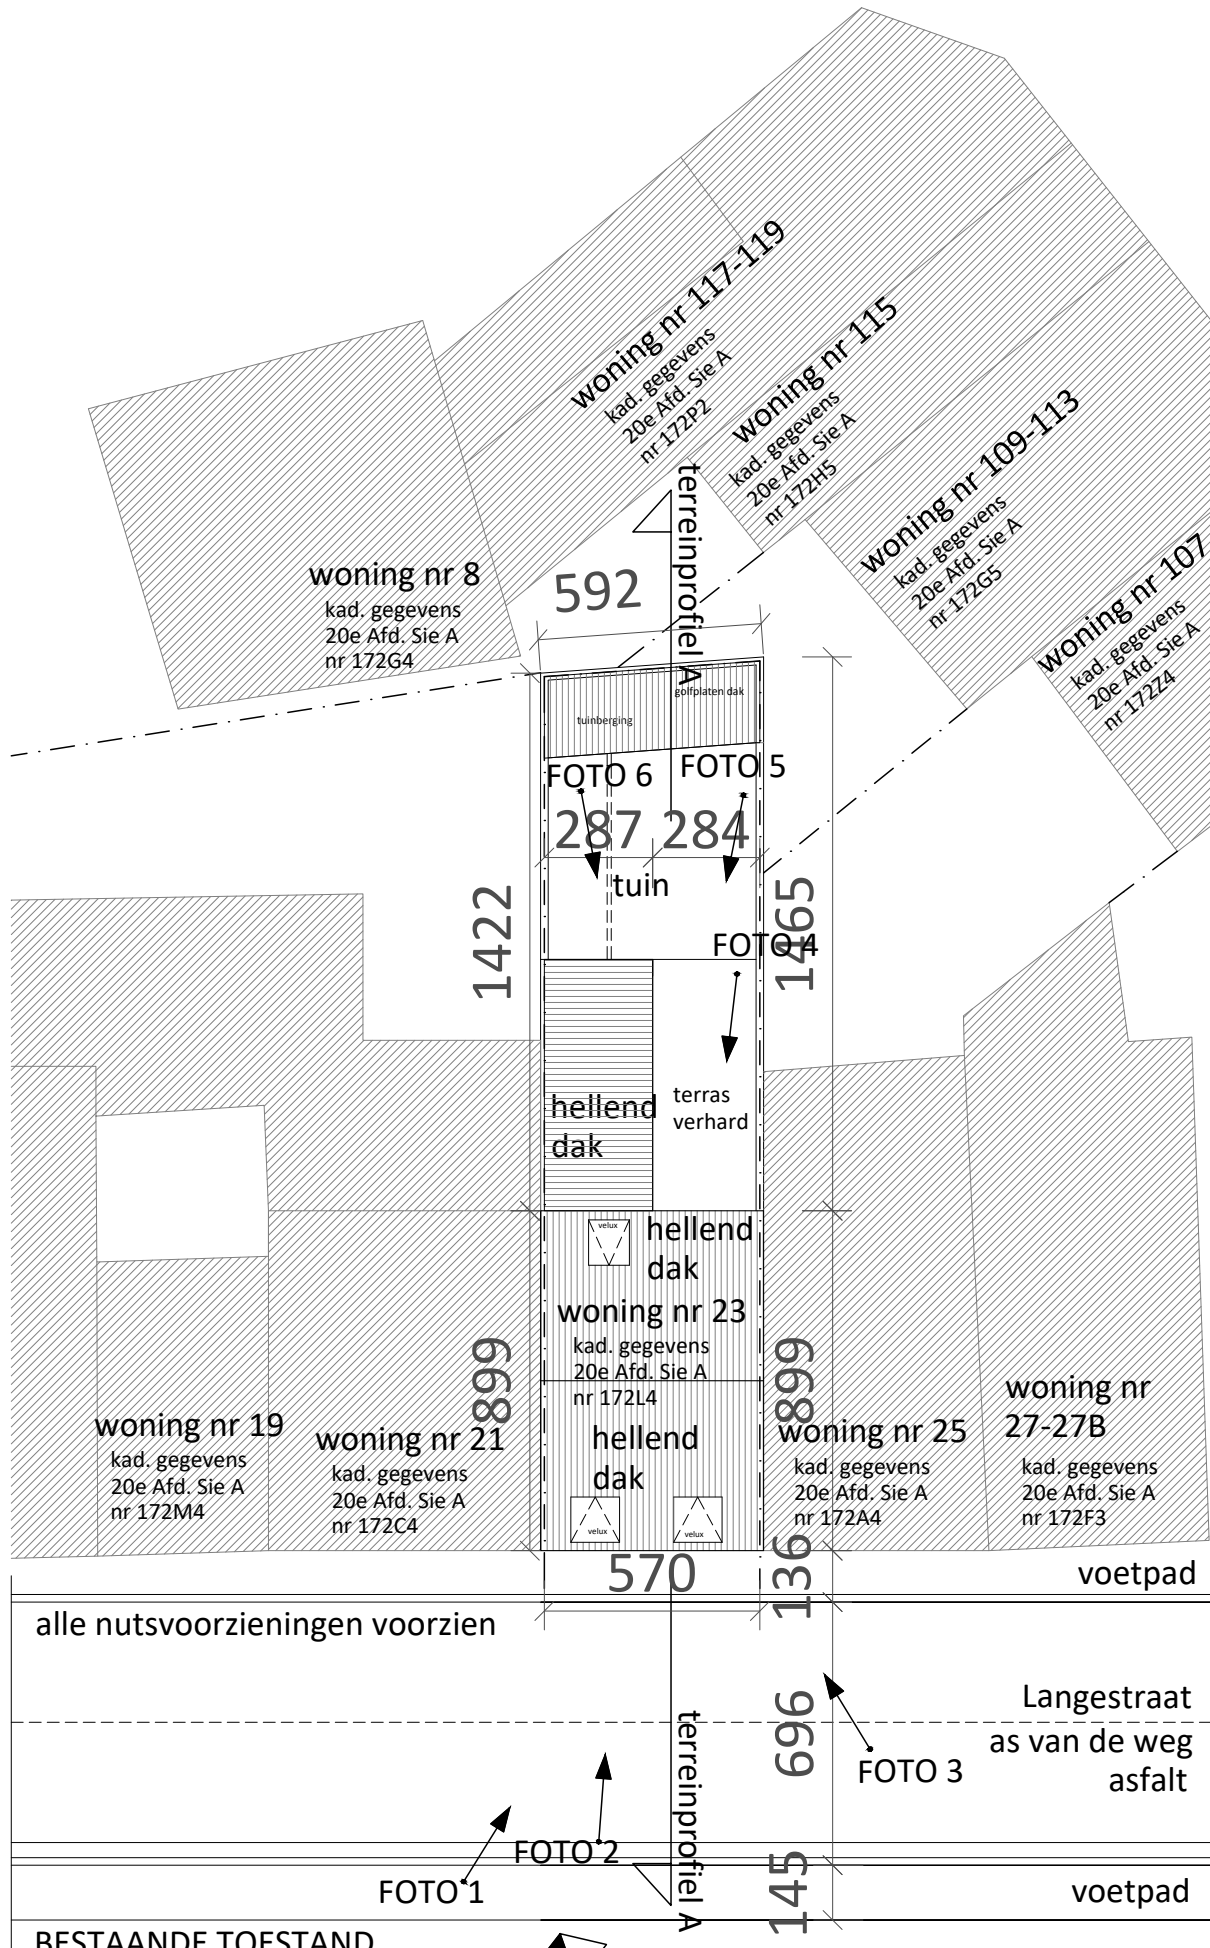 woning nr 117-119
kad. gegevens
20e Afd. Sie A
nr 172P2
woning nr 115
kad. gegevens
20e Afd. Sie A
nr 172H5
woning nr 109-113
kad. gegevens
20e Afd. Sie A
nr 172G5
woning nr 107
kad. gegevens
20e Afd. Sie A
nr 172Z4
woning nr 8
kad. gegevens
20e Afd. Sie A
nr 172G4
terreinprofiel A
592
golfplaten dak
tuinberging
FOTO 6
FOTO 5
287
284
tuin
1422
1465
FOTO 4
hellend
dak
terras
verhard
velux
hellend
dak
woning nr 23
kad. gegevens
20e Afd. Sie A
nr 172L4
899
899
hellend
dak
velux
velux
woning nr 19
kad. gegevens
20e Afd. Sie A
nr 172M4
woning nr 21
kad. gegevens
20e Afd. Sie A
nr 172C4
woning nr 25
kad. gegevens
20e Afd. Sie A
nr 172A4
woning nr
27-27B
kad. gegevens
20e Afd. Sie A
nr 172F3
570
136
voetpad
alle nutsvoorzieningen voorzien
696
Langestraat
as van de weg
asfalt
FOTO 3
terreinprofiel A
FOTO 2
FOTO 1
145
voetpad
BESTAANDE TOESTAND